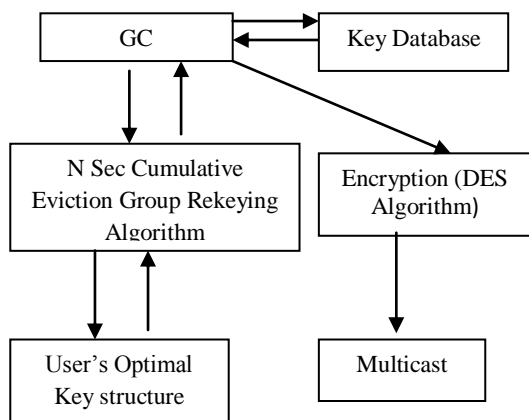 GC
Key Database
N Sec Cumulative
Eviction Group Rekeying
Algorithm
Encryption (DES
Algorithm)
User's Optimal
Key structure
Multicast